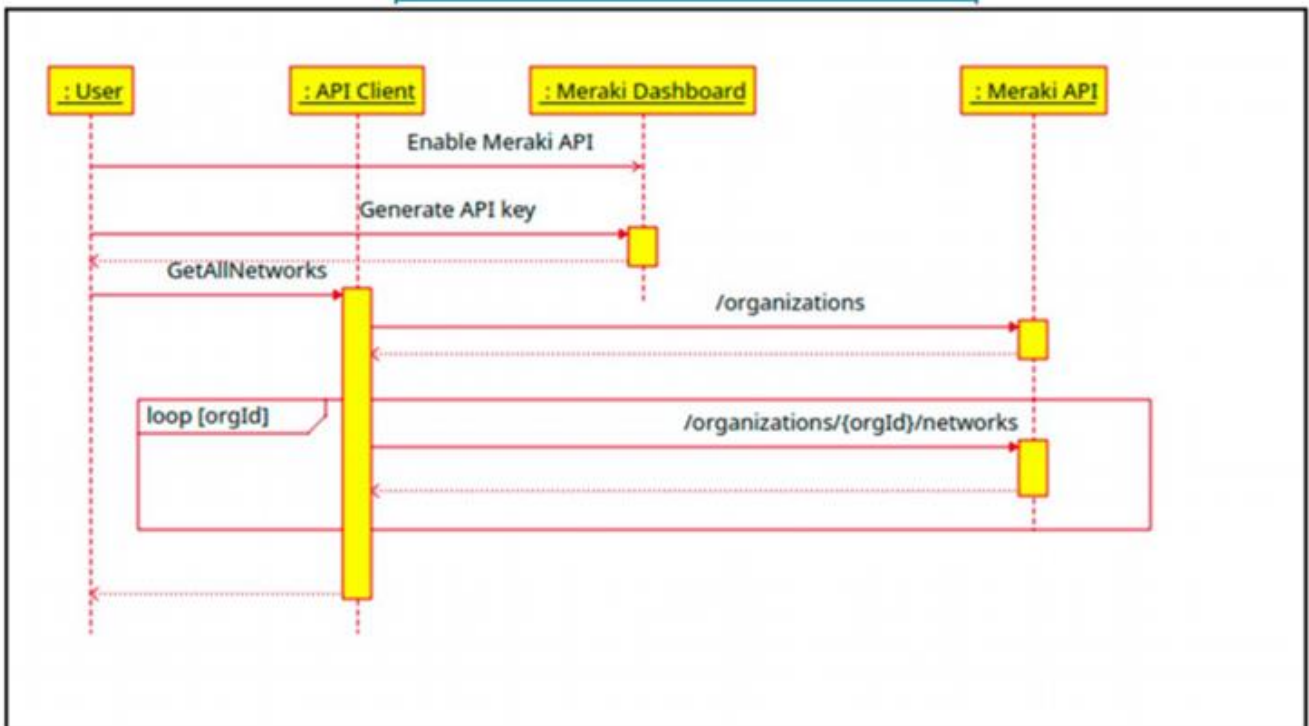 : User
: API Client
: Meraki Dashboard
: Meraki API
Enable Meraki API
Generate API key
GetAllNetworks
/organizations
loop [orgId]
/organizations/{orgId}/networks